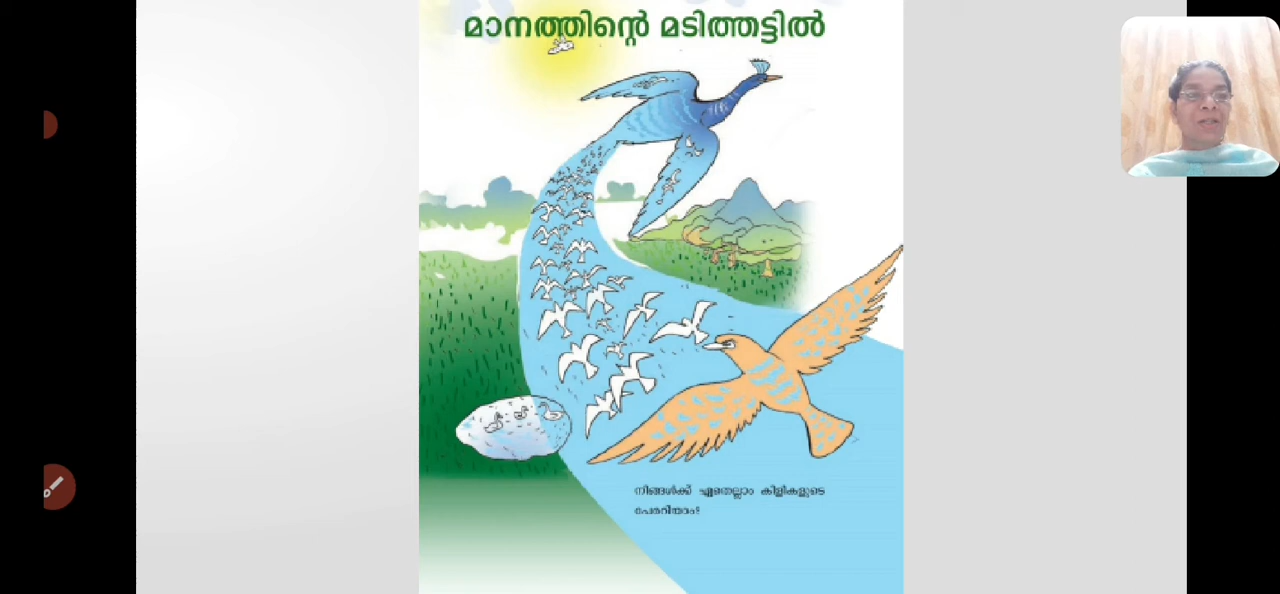 മാനത്തിന്റെ മടിത്തട്ടിൽ
നിങ്ങൾക്ക് ഏതെല്ലാം കിളികളുടെ
പേരറിയാം?